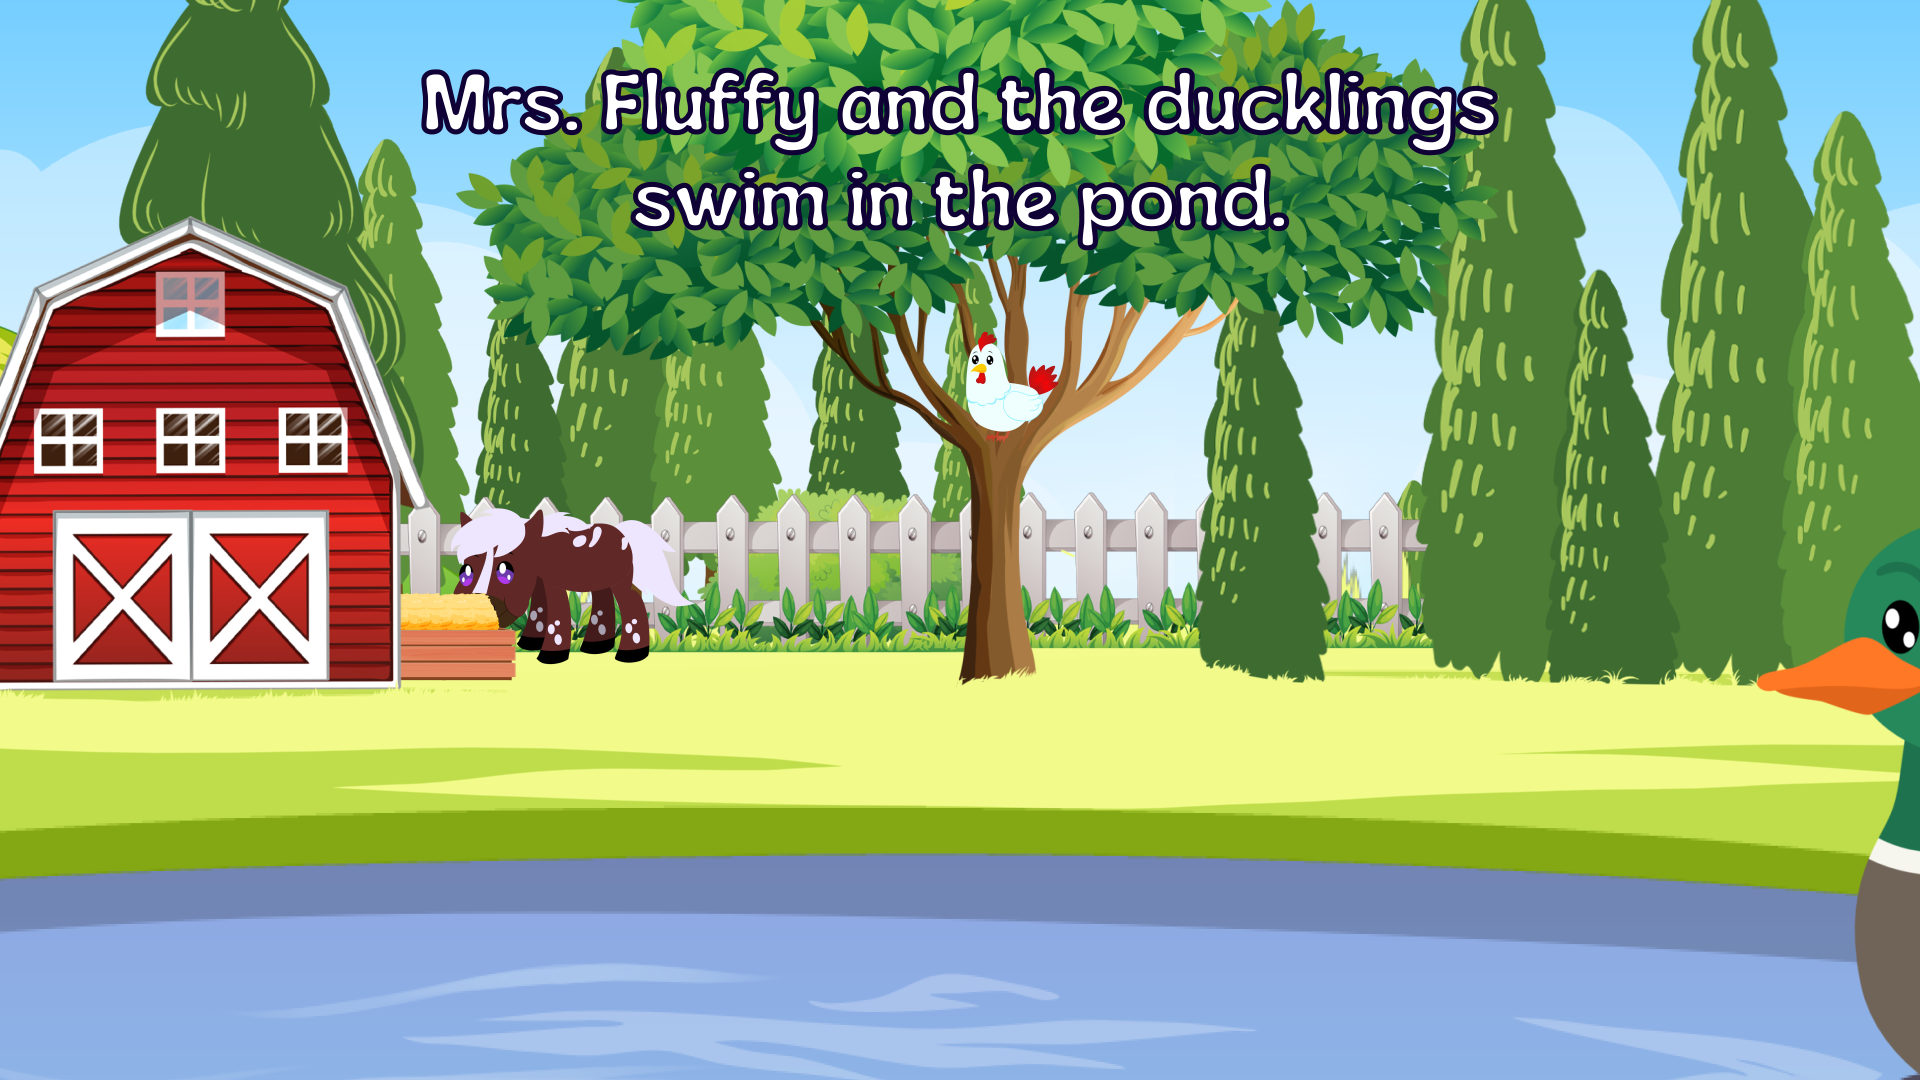 Mrs. Fluffy and the ducklings
swim in the pond.